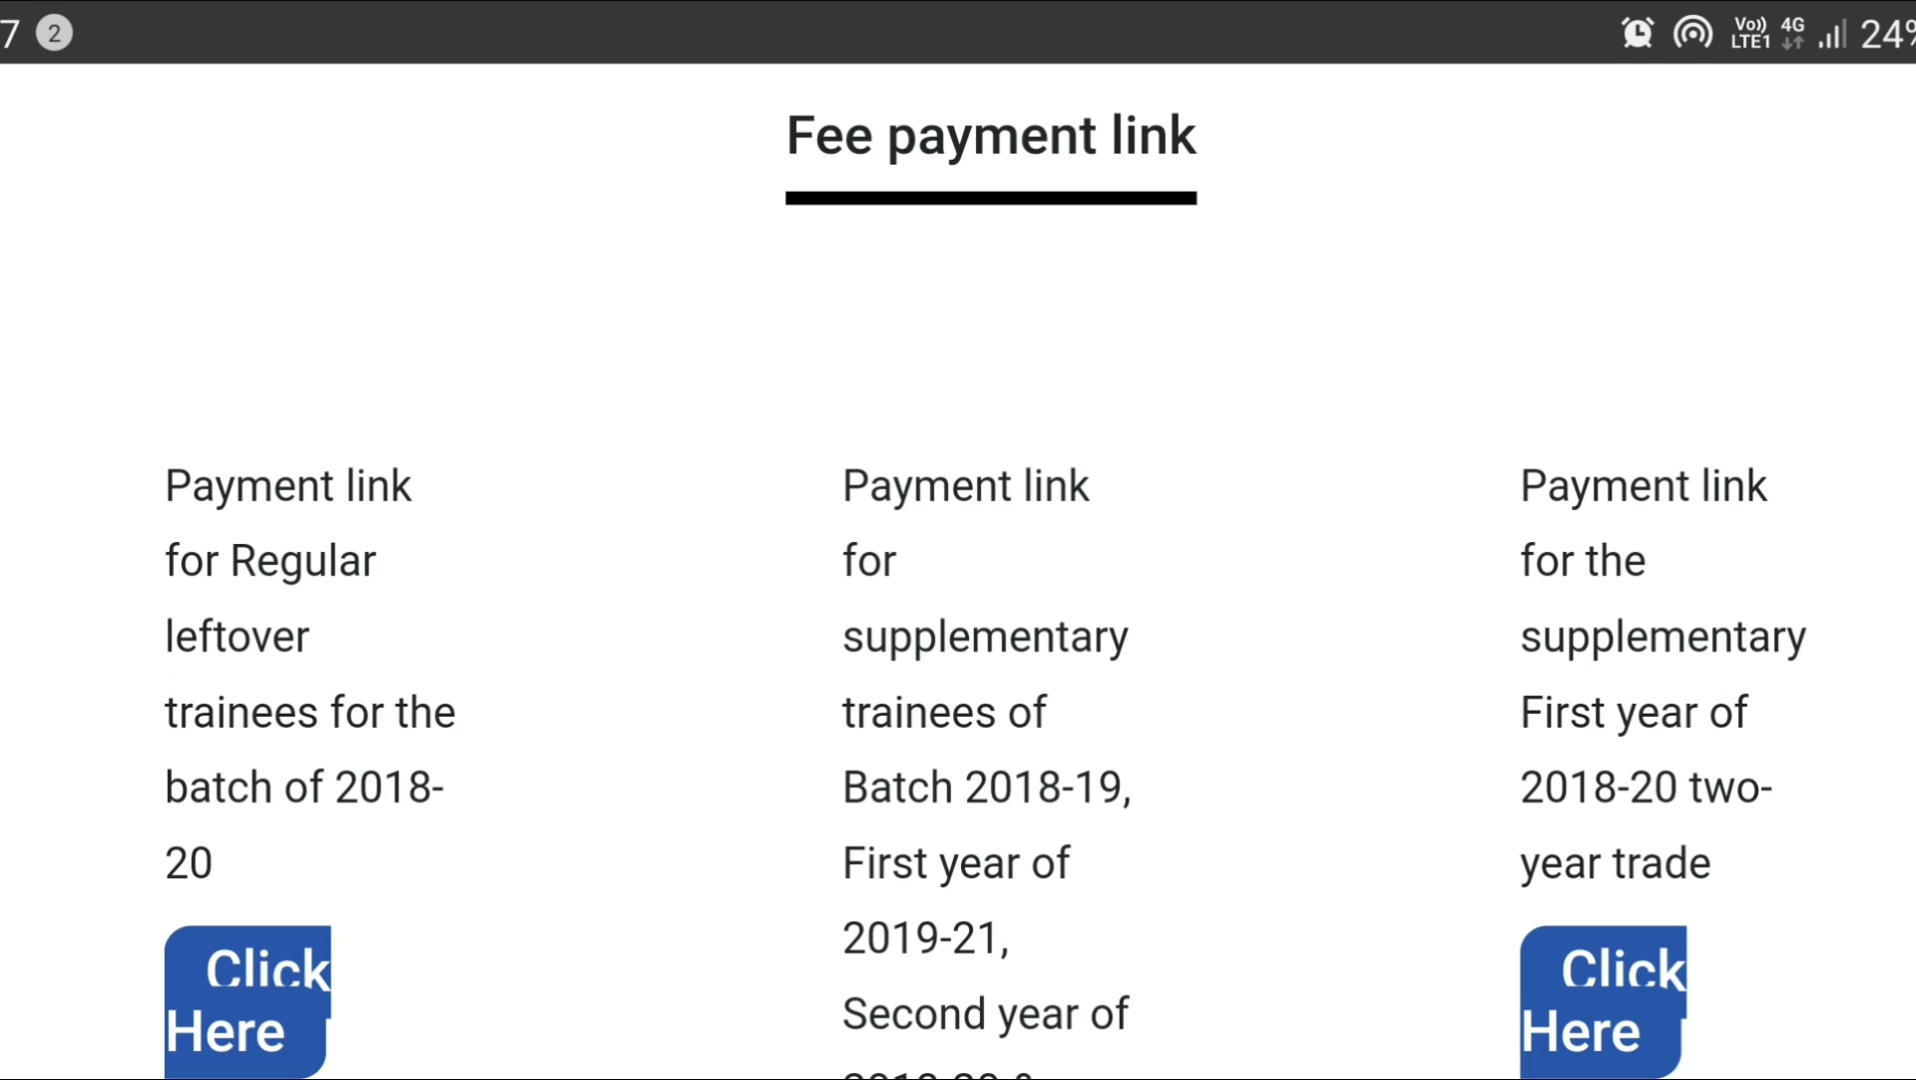 7 2 Vo)) LTE1 4G 24%
Fee payment link
Payment link
for Regular
leftover
trainees for the
batch of 2018-
20
Click
Here
Payment link
for
supplementary
trainees of
Batch 2018-19,
First year of
2019-21,
Second year of
Payment link
for the
supplementary
First year of
2018-20 two-
year trade
Click
Here